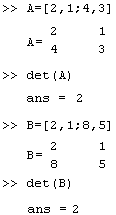 >> A=[2,1;4,3]
2 1
A=
4 3
>> det(A)
ans = 2
>> B=[2,1;8,5]
2 1
B=
8 5
>> det(B)
ans = 2